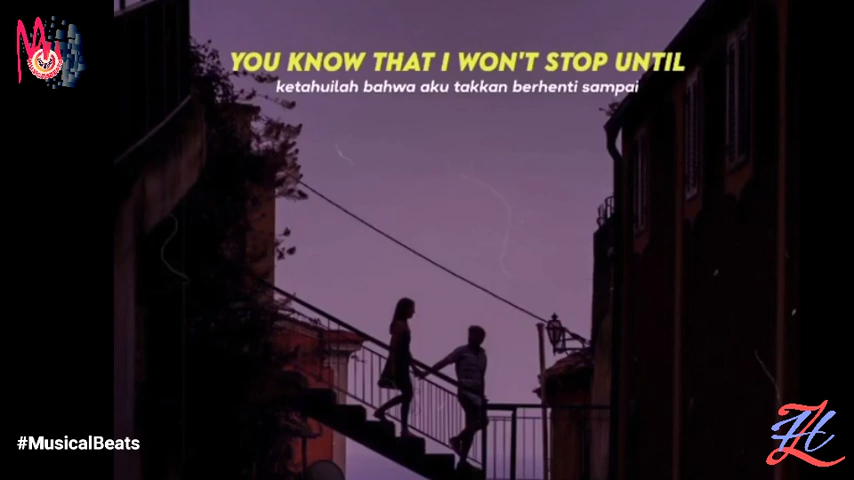 YOU KNOW THAT I WON'T STOP UNTIL
ketahuilah bahwa aku takkan berhenti sampai
#MusicalBeats